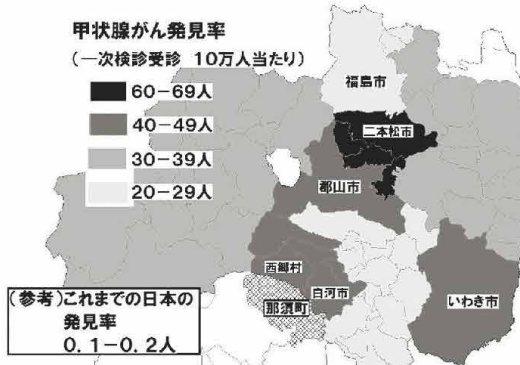 甲状腺がん発見率
(一次検診受診 10万人当たり)
60-69人
40-49人
30-39人
20-29人
福島市
二本松市
郡山市
西郷村
白河市
那須町
いわき市
(参考)これまでの日本の
発見率
0.1-0.2人